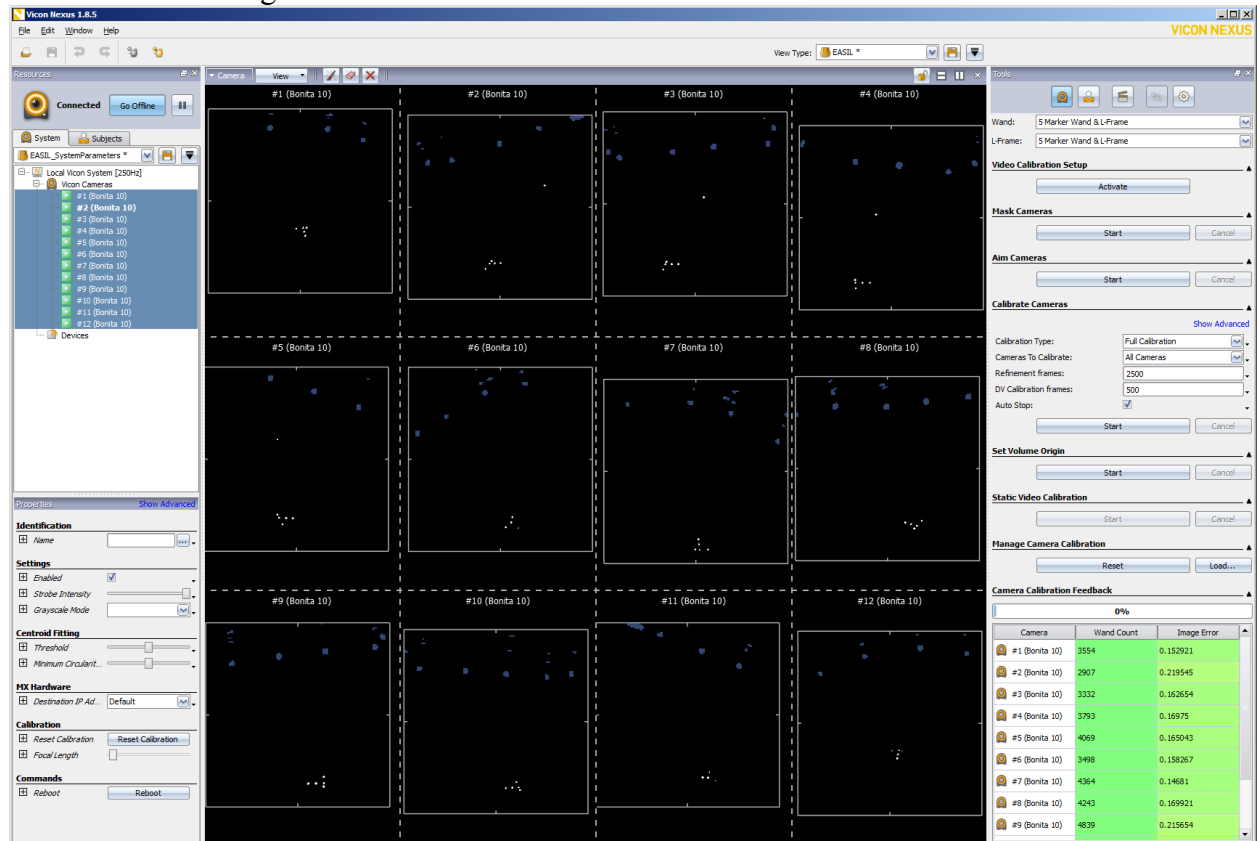 Vicon Nexus 1.8.5
File Edit Window Help
VICON NEXUS
View Type: EASIL *
Resources
Connected Go Offline
System Subjects
EASIL_SystemParameters *
Local Vicon System [250Hz]
Vicon Cameras
#1 (Bonita 10)
#2 (Bonita 10)
#3 (Bonita 10)
#4 (Bonita 10)
#5 (Bonita 10)
#6 (Bonita 10)
#7 (Bonita 10)
#8 (Bonita 10)
#9 (Bonita 10)
#10 (Bonita 10)
#11 (Bonita 10)
#12 (Bonita 10)
Devices
Properties Show Advanced
Identification
Name ...
Settings
Enabled
Strobe Intensity
Grayscale Mode
Centroid Fitting
Threshold
Minimum Circularit...
MX Hardware
Destination IP Ad... Default
Calibration
Reset Calibration Reset Calibration
Focal Length
Commands
Reboot Reboot
Camera View
#1 (Bonita 10) #2 (Bonita 10) #3 (Bonita 10) #4 (Bonita 10)
#5 (Bonita 10) #6 (Bonita 10) #7 (Bonita 10) #8 (Bonita 10)
#9 (Bonita 10) #10 (Bonita 10) #11 (Bonita 10) #12 (Bonita 10)
Tools
Wand: 5 Marker Wand & L-Frame
L-Frame: 5 Marker Wand & L-Frame
Video Calibration Setup
Activate
Mask Cameras
Start Cancel
Aim Cameras
Start Cancel
Calibrate Cameras
Show Advanced
Calibration Type: Full Calibration
Cameras To Calibrate: All Cameras
Refinement frames: 2500
DV Calibration frames: 500
Auto Stop:
Start Cancel
Set Volume Origin
Start Cancel
Static Video Calibration
Start Cancel
Manage Camera Calibration
Reset Load...
Camera Calibration Feedback
0%
Camera Wand Count Image Error
#1 (Bonita 10) 3554 0.152921
#2 (Bonita 10) 2907 0.219545
#3 (Bonita 10) 3332 0.162654
#4 (Bonita 10) 3793 0.16975
#5 (Bonita 10) 4069 0.165043
#6 (Bonita 10) 3498 0.158267
#7 (Bonita 10) 4364 0.14681
#8 (Bonita 10) 4243 0.169921
#9 (Bonita 10) 4839 0.215654